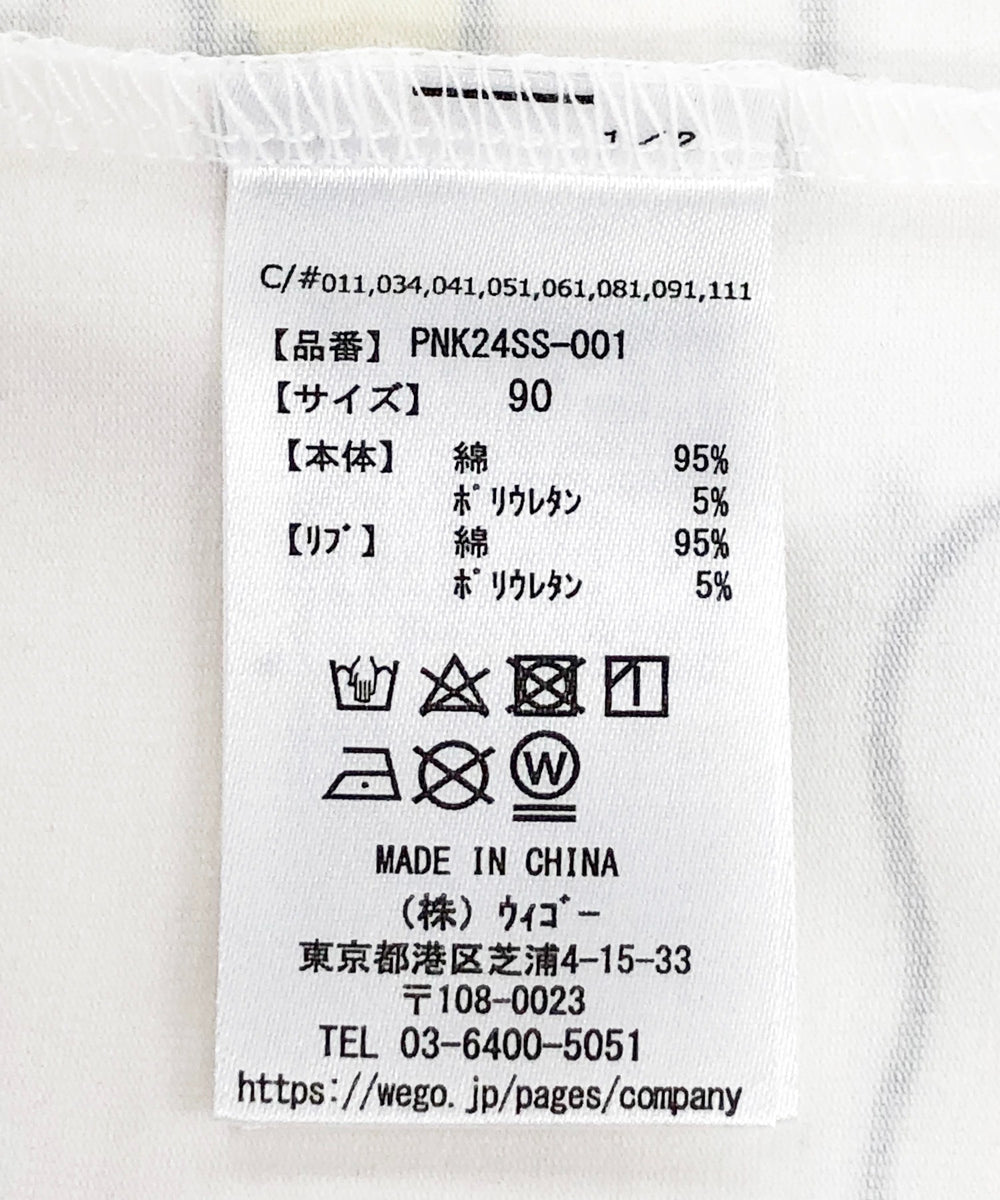 C/#011,034,041,051,061,081,091,111
【品番】 PNK24SS-001
【サイズ】 90
【本体】 綿 95%
ﾎﾟﾘｳﾚﾀﾝ 5%
【ﾘﾌﾞ】 綿 95%
ﾎﾟﾘｳﾚﾀﾝ 5%
W
MADE IN CHINA
(株) ｳｨｺﾞｰ
東京都港区芝浦4-15-33
〒108-0023
TEL 03-6400-5051
https://wego.jp/pages/company